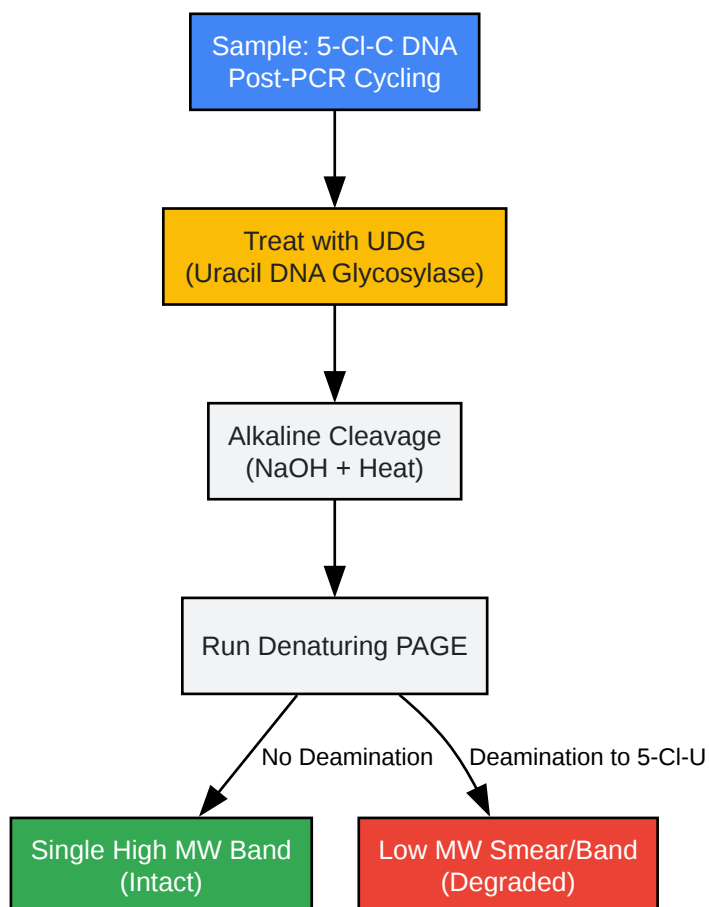 Sample: 5-Cl-C DNA
Post-PCR Cycling
Treat with UDG
(Uracil DNA Glycosylase)
Alkaline Cleavage
(NaOH + Heat)
Run Denaturing PAGE
No Deamination
Deamination to 5-Cl-U
Single High MW Band
(Intact)
Low MW Smear/Band
(Degraded)